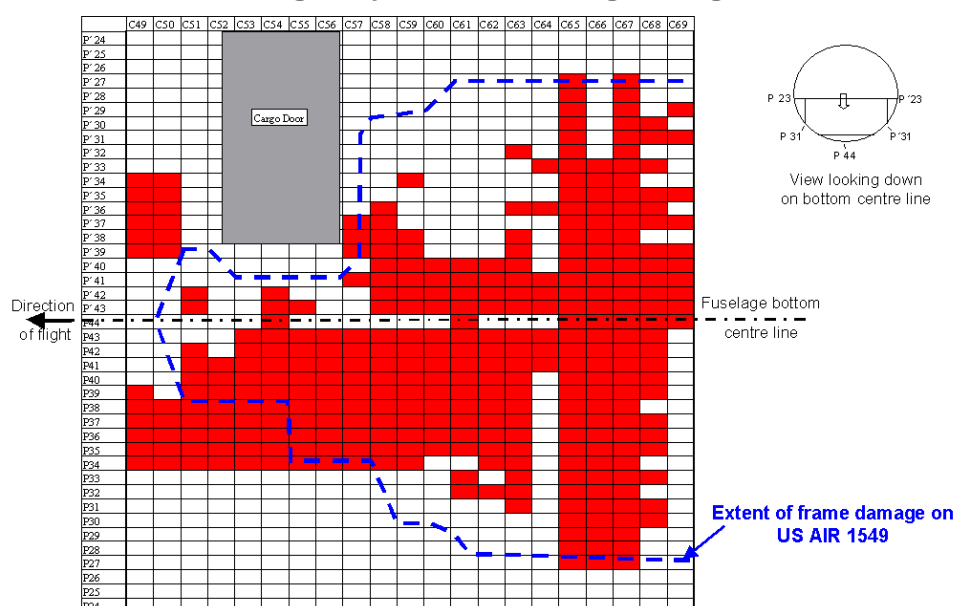 C49 C50 C51 C52 C53 C54 C55 C56 C57 C58 C59 C60 C61 C62 C63 C64 C65 C66 C67 C68 C69
P´24
P´25
P´26
P´27
P´28
P´29
P´30
P´31
P´32
P´33
P´34
P´35
P´36
P´37
P´38
P´39
P´40
P´41
P´42
P´43
P44
P43
P42
P41
P40
P39
P38
P37
P36
P35
P34
P33
P32
P31
P30
P29
P28
P27
P26
P25
P24
Cargo Door
Direction
of flight
P 23
P ´23
P 31
P´31
P 44
View looking down
on bottom centre line
Fuselage bottom
centre line
Extent of frame damage on
US AIR 1549